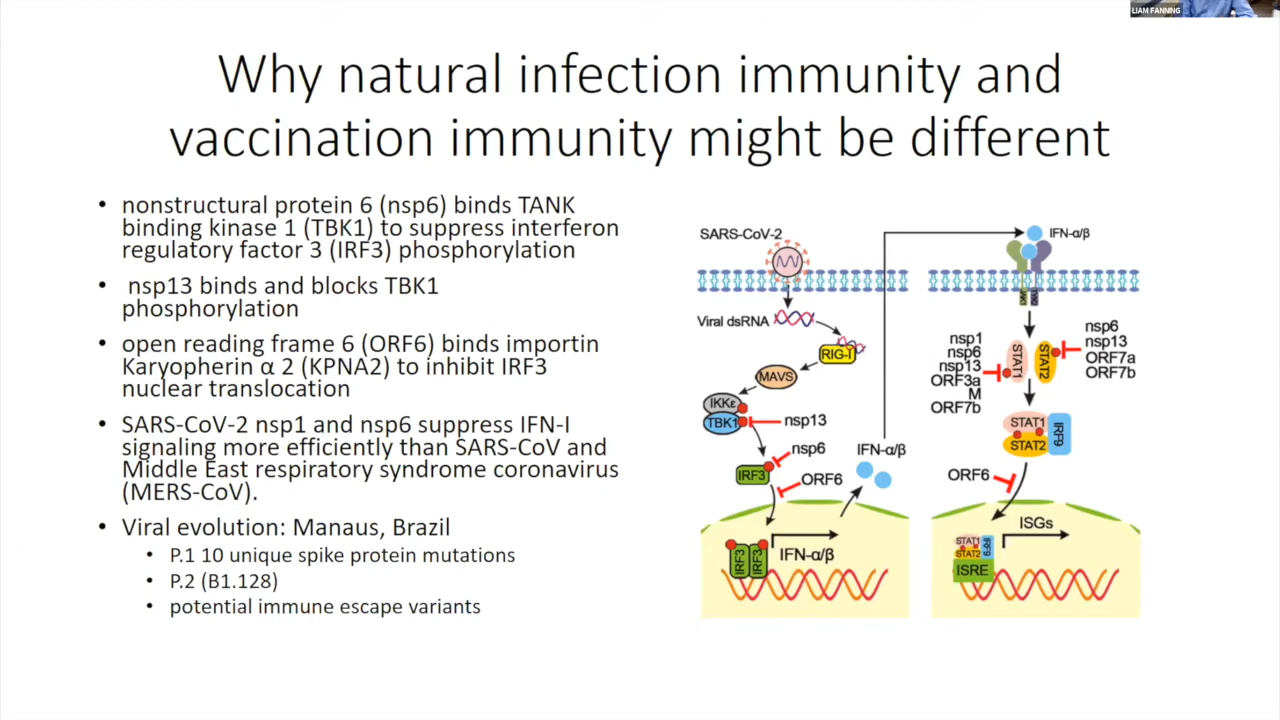 LIAM FANNING
Why natural infection immunity and
vaccination immunity might be different
• nonstructural protein 6 (nsp6) binds TANK
binding kinase 1 (TBK1) to suppress interferon
regulatory factor 3 (IRF3) phosphorylation
• nsp13 binds and blocks TBK1
phosphorylation
• open reading frame 6 (ORF6) binds importin
Karyopherin α 2 (KPNA2) to inhibit IRF3
nuclear translocation
• SARS-CoV-2 nsp1 and nsp6 suppress IFN-I
signaling more efficiently than SARS-CoV and
Middle East respiratory syndrome coronavirus
(MERS-CoV).
• Viral evolution: Manaus, Brazil
• P.1 10 unique spike protein mutations
• P.2 (B1.128)
• potential immune escape variants
SARS-CoV-2
Viral dsRNA
RIG-I
MAVS
IKKε
TBK1
nsp13
nsp6
IRF3
ORF6
IFN-α/β
IRF3
IRF3
IFN-α/β
IFN-α/β
nsp1
nsp6
nsp13
ORF3a
M
ORF7b
STAT1
STAT2
nsp6
nsp13
ORF7a
ORF7b
STAT1
STAT2
IRF9
ORF6
ISGs
STAT1
STAT2
IRF9
ISRE